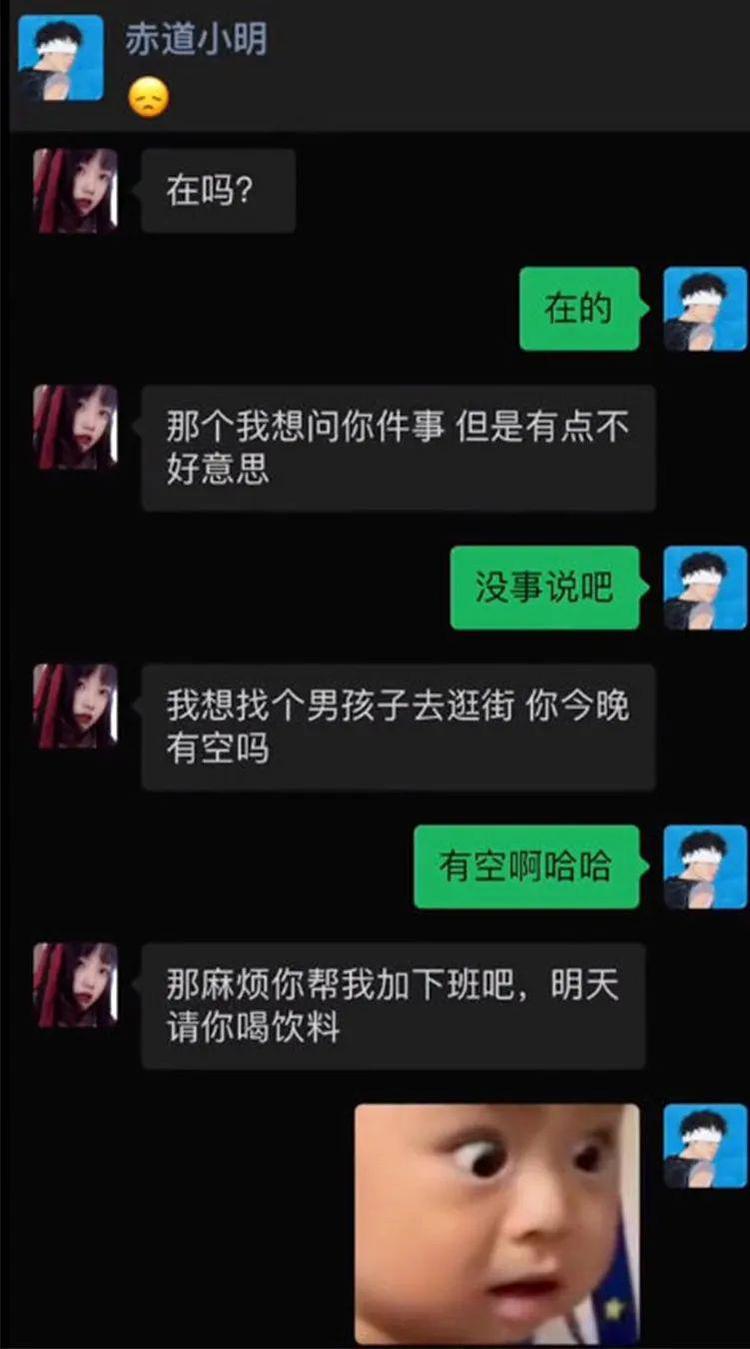 赤道小明
在吗?
在的
那个我想问你件事 但是有点不
好意思
没事说吧
我想找个男孩子去逛街 你今晚
有空吗
有空啊哈哈
那麻烦你帮我加下班吧，明天
请你喝饮料